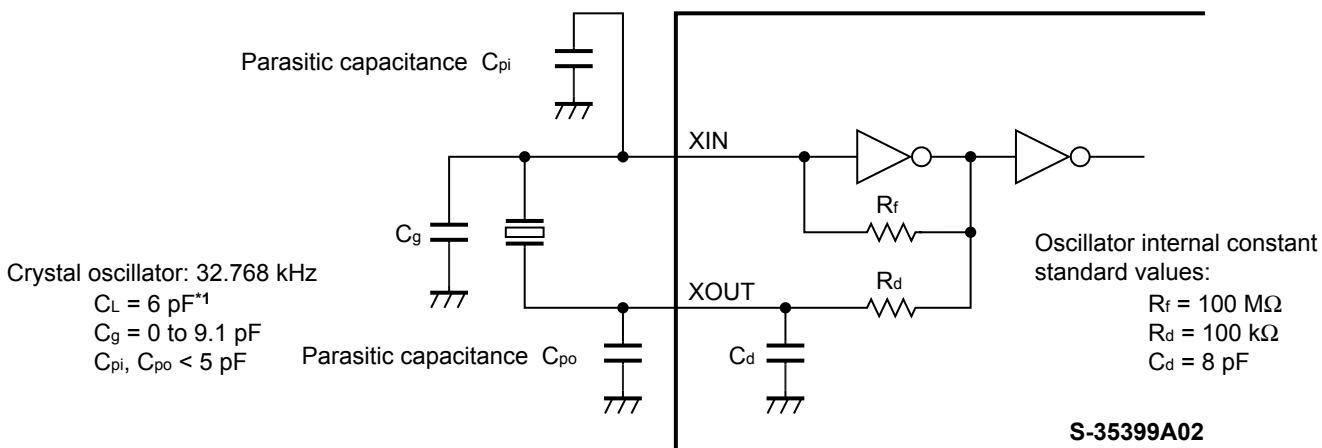 Parasitic capacitance Cpi
XIN
Rf
Cg
Crystal oscillator: 32.768 kHz
CL = 6 pF*1
Cg = 0 to 9.1 pF
Cpi, Cpo < 5 pF
XOUT
Rd
Parasitic capacitance Cpo
Cd
Oscillator internal constant
standard values:
Rf = 100 MΩ
Rd = 100 kΩ
Cd = 8 pF
S-35399A02